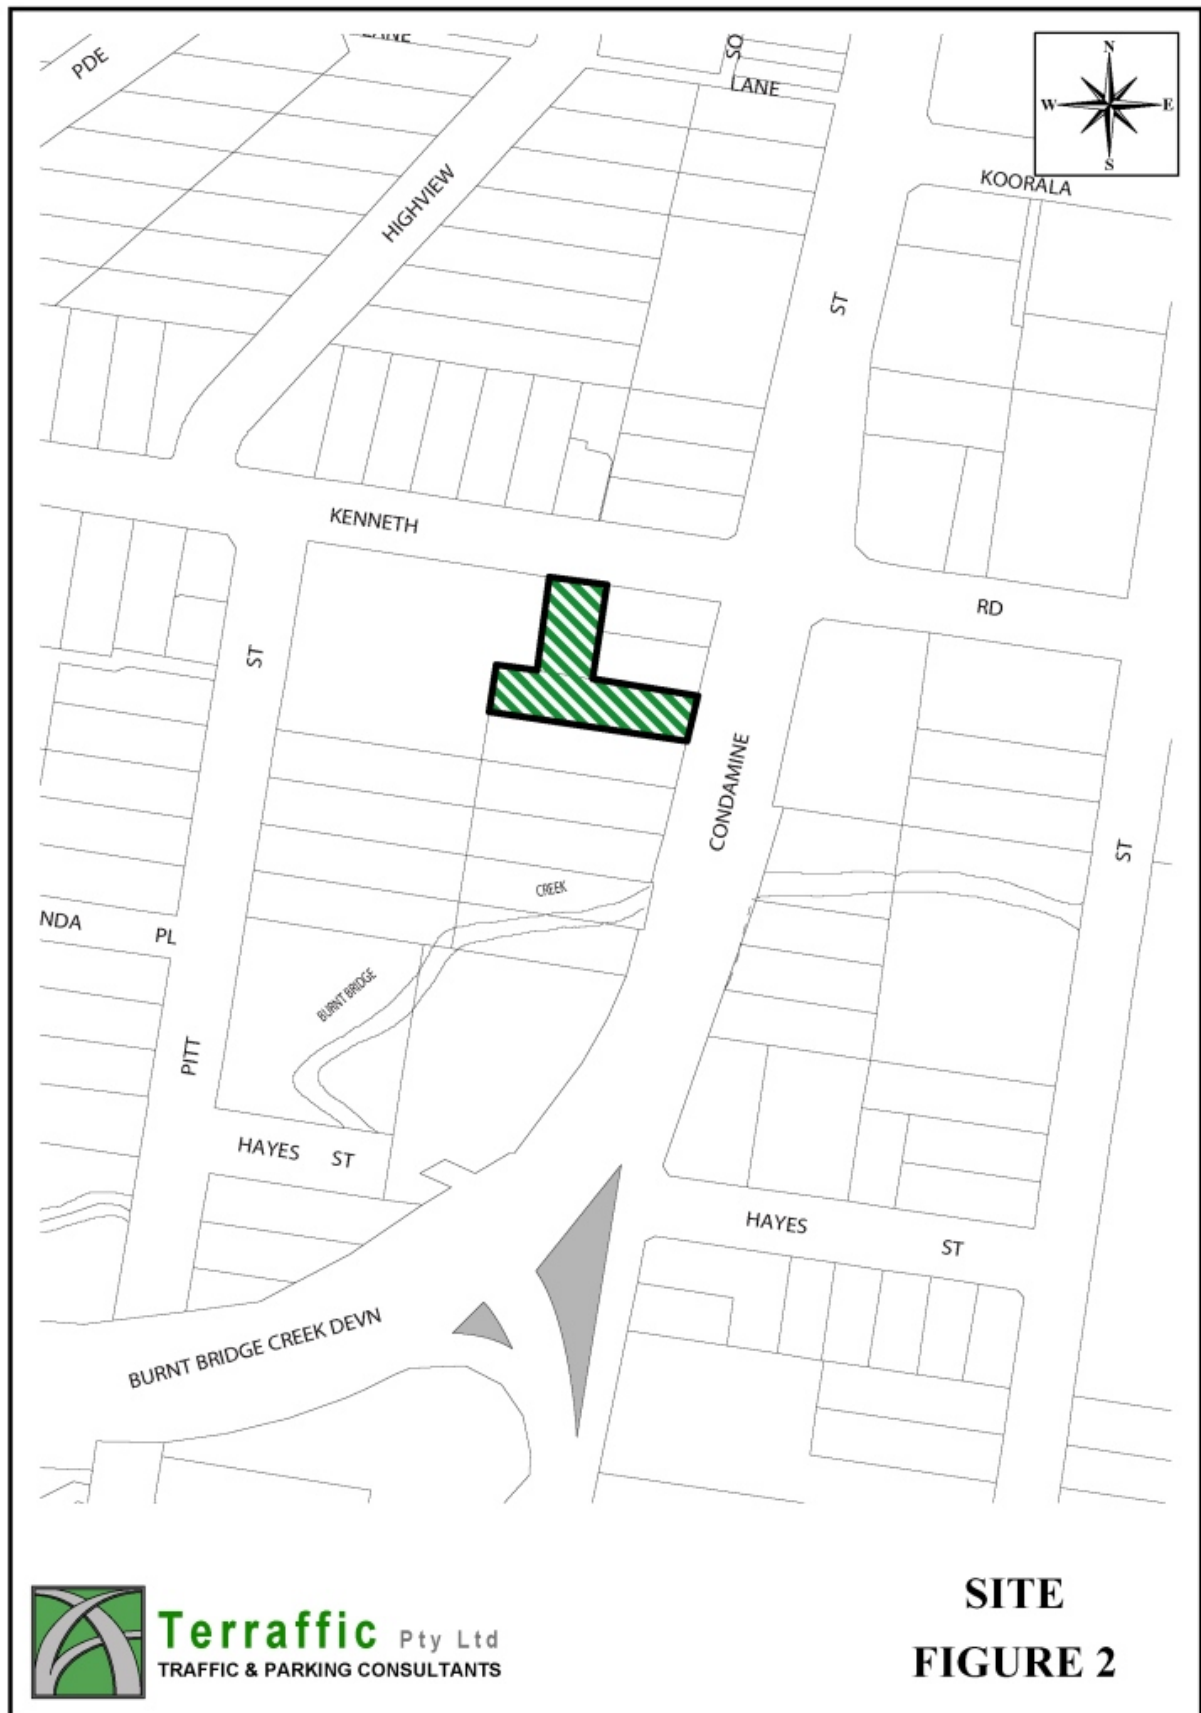 LANE
PDE
SQ
LANE
N
W
E
S
KOORALA
HIGHVIEW
ST
KENNETH
RD
ST
CONDAMINE
ST
CREEK
NDA
PL
BURNT BRIDGE
PITT
HAYES ST
HAYES
ST
BURNT BRIDGE CREEK DEVN
SITE
FIGURE 2
Terraffic Pty Ltd
TRAFFIC & PARKING CONSULTANTS